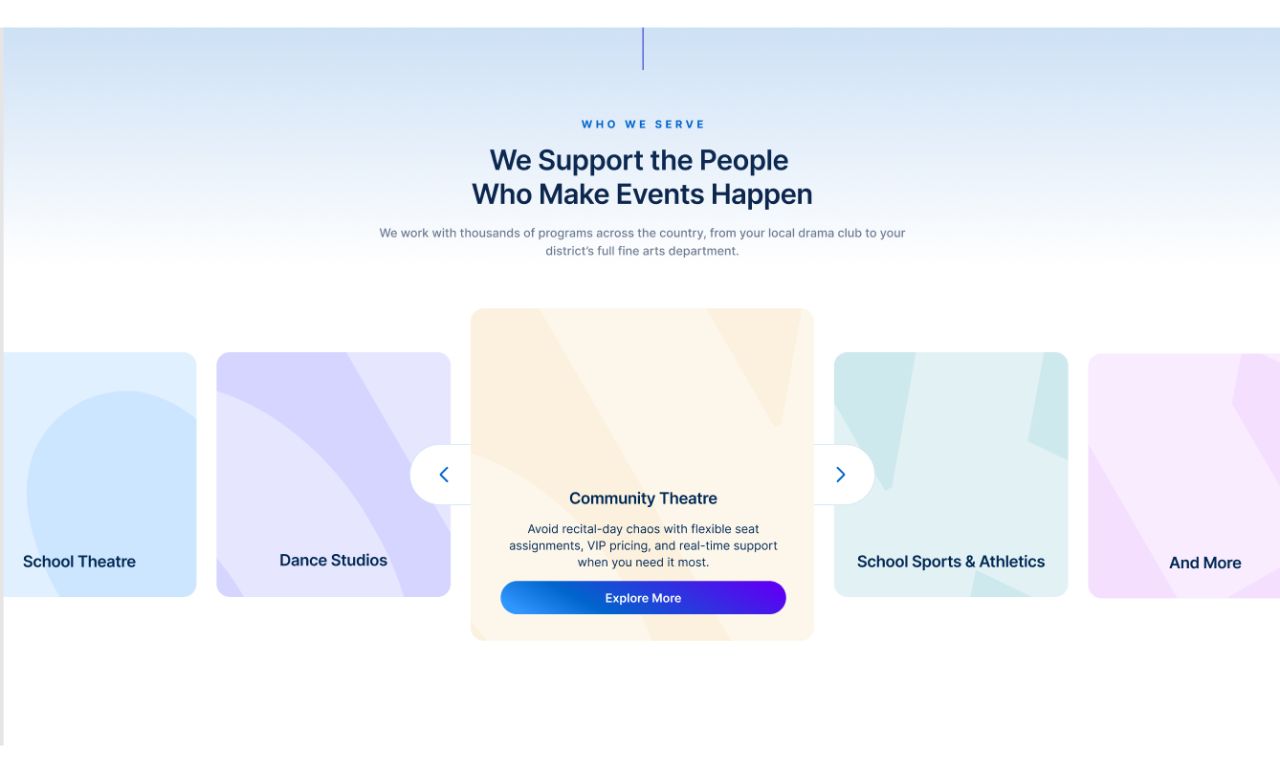 WHO WE SERVE
We Support the People
Who Make Events Happen
We work with thousands of programs across the country, from your local drama club to your
district's full fine arts department.
School Theatre
Dance Studios
Community Theatre
Avoid recital-day chaos with flexible seat
assignments, VIP pricing, and real-time support
when you need it most.
Explore More
School Sports & Athletics
And More